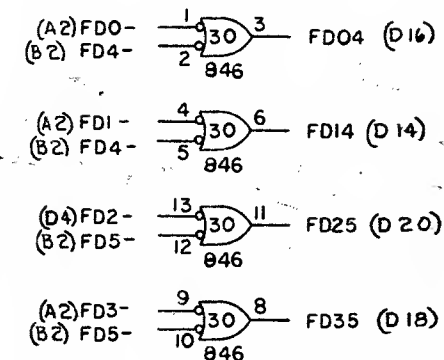 1 3
(A2) FD0- 30 FD04 (D16)
(B2) FD4- 2
846
4 6
(A2) FD1- 30 FD14 (D14)
(B2) FD4- 5
846
13 11
(D4) FD2- 30 FD25 (D20)
(B2) FD5- 12
846
9 8
(A2) FD3- 30 FD35 (D18)
(B2) FD5- 10
846